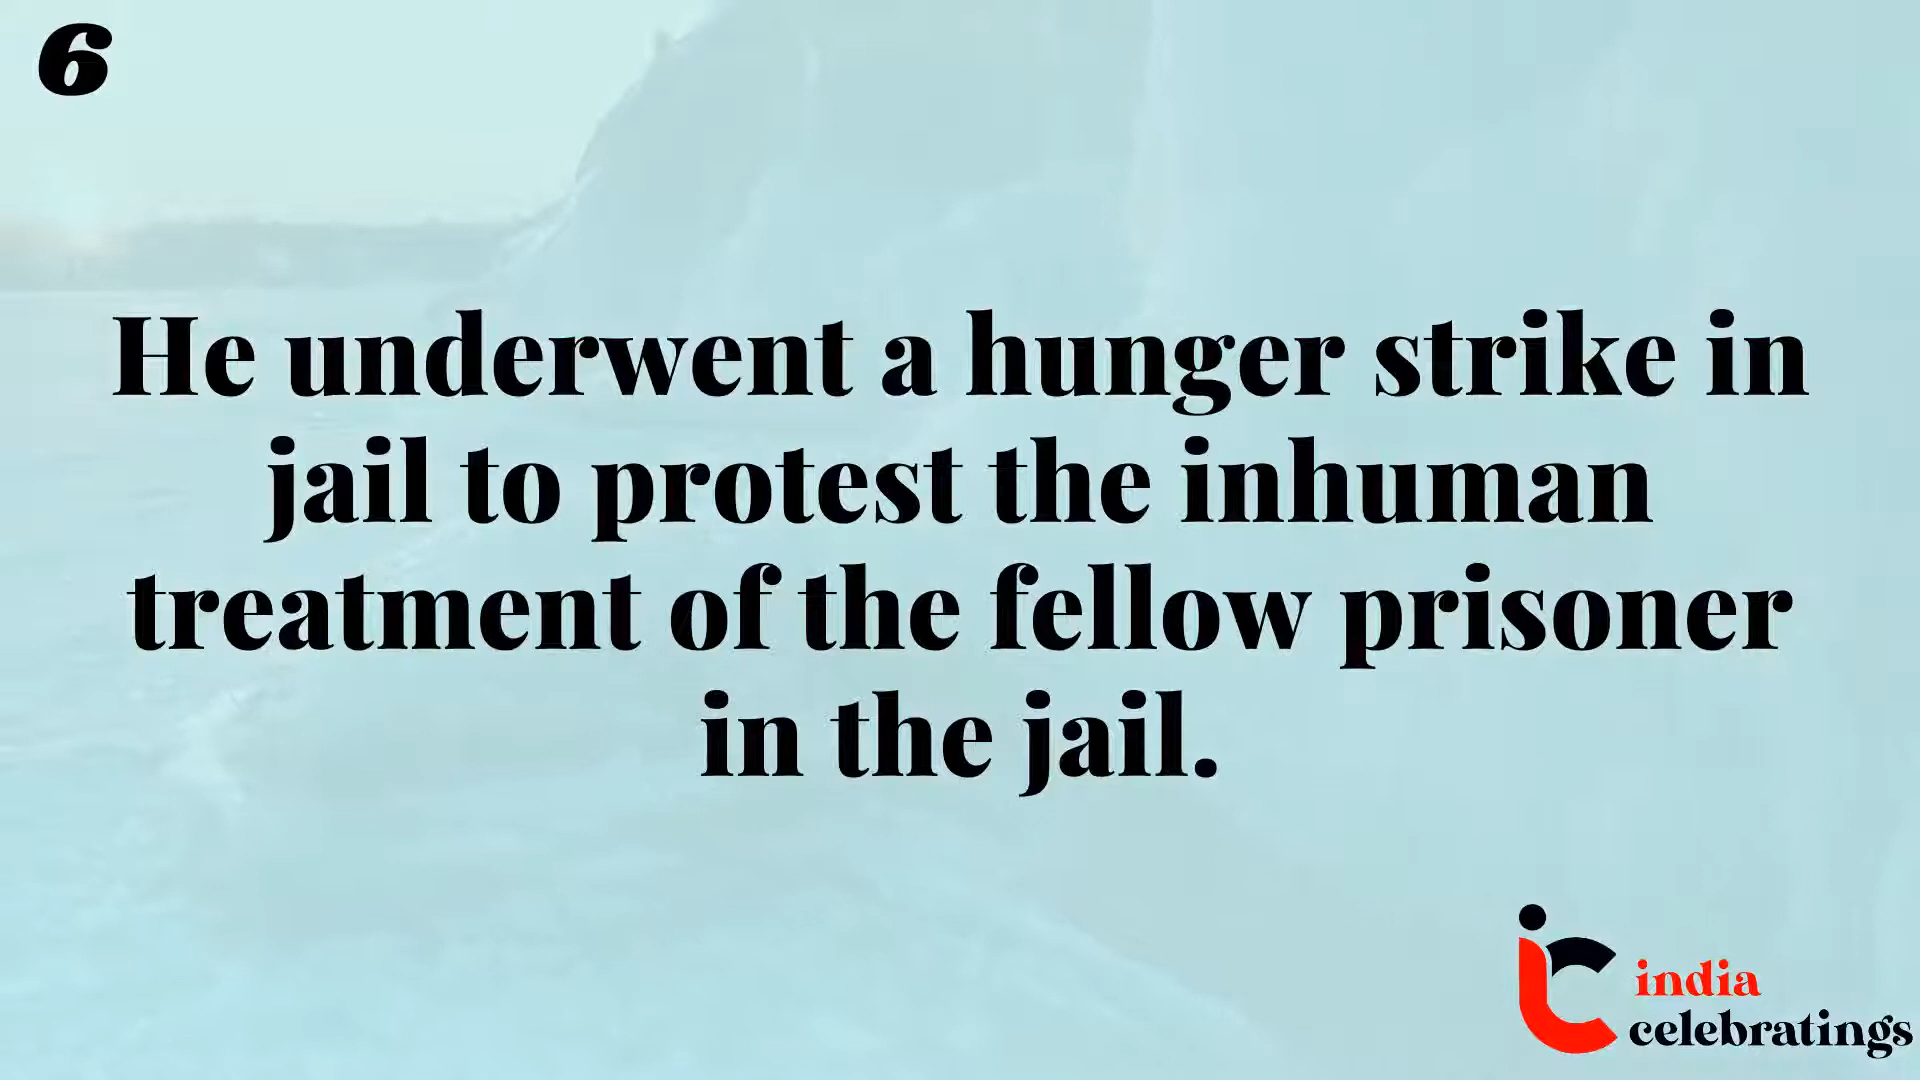 6
He underwent a hunger strike in
jail to protest the inhuman
treatment of the fellow prisoner
in the jail.
ic
india
celebratings